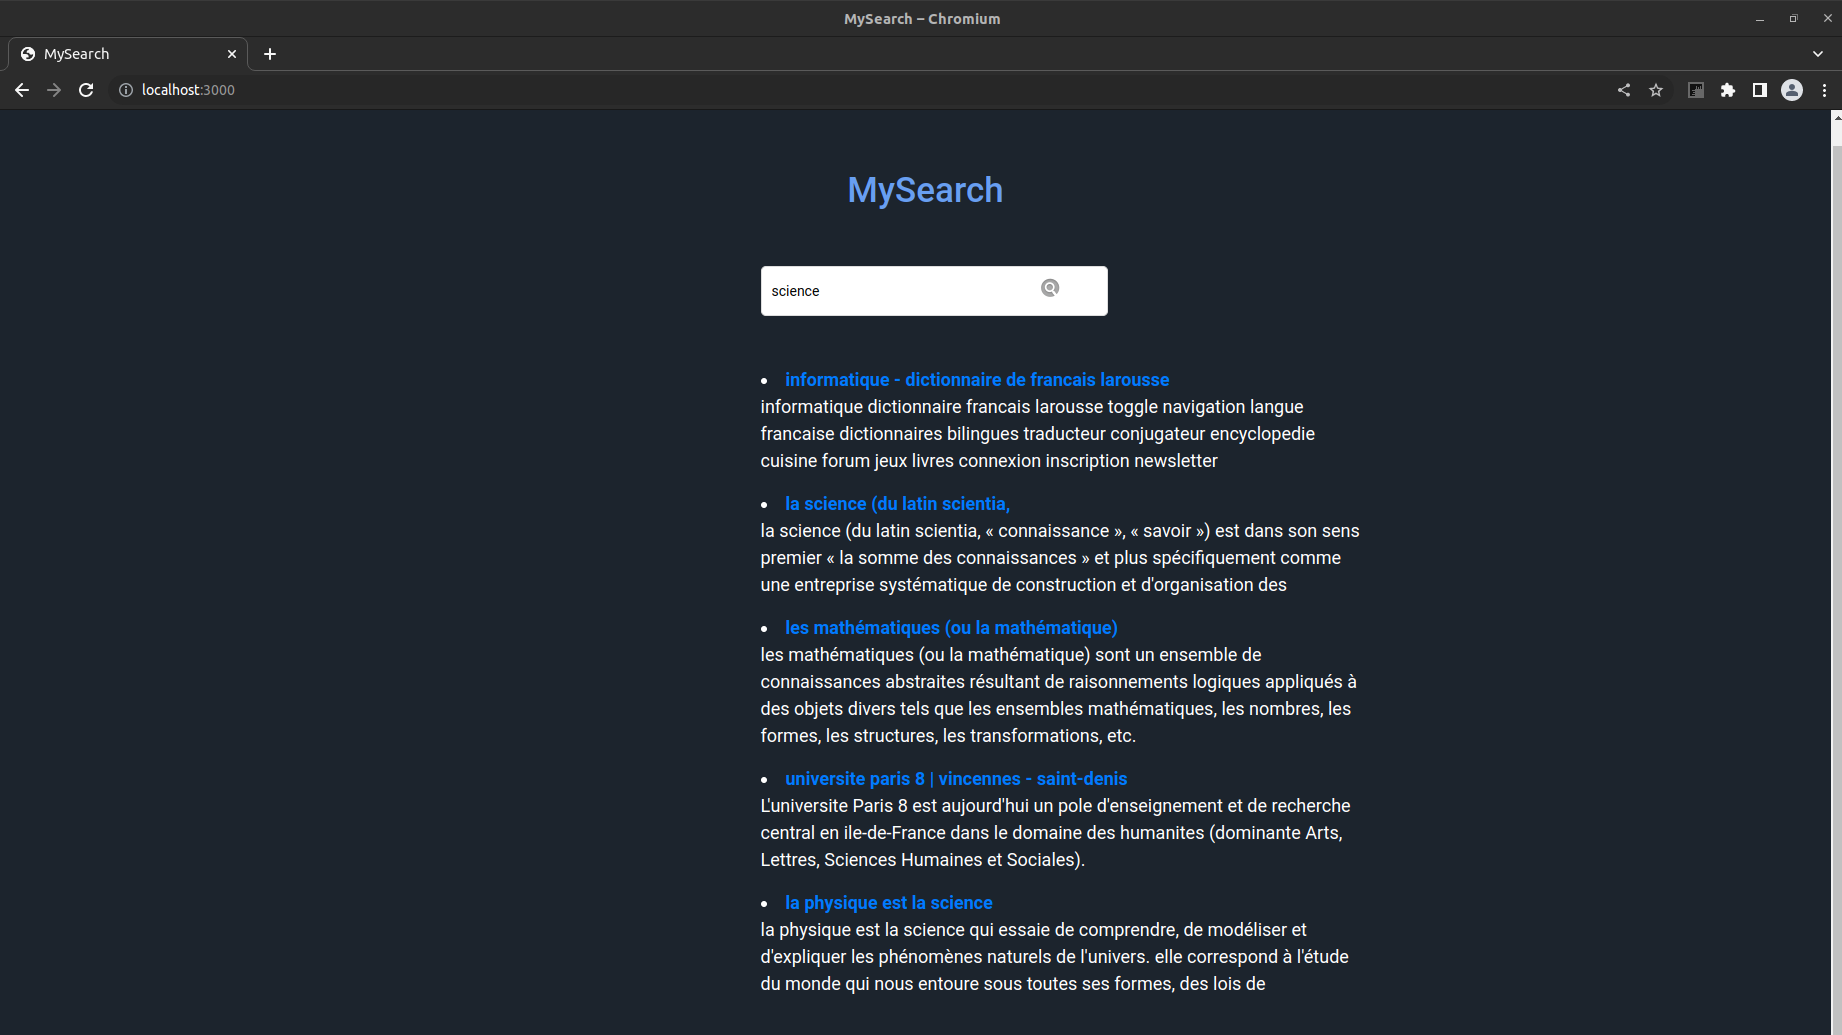 MySearch – Chromium
MySearch
localhost:3000
MySearch
science
informatique - dictionnaire de francais larousse
informatique dictionnaire francais larousse toggle navigation langue
francaise dictionnaires bilingues traducteur conjugateur encyclopedie
cuisine forum jeux livres connexion inscription newsletter
la science (du latin scientia,
la science (du latin scientia, « connaissance », « savoir ») est dans son sens
premier « la somme des connaissances » et plus spécifiquement comme
une entreprise systématique de construction et d'organisation des
les mathématiques (ou la mathématique)
les mathématiques (ou la mathématique) sont un ensemble de
connaissances abstraites résultant de raisonnements logiques appliqués à
des objets divers tels que les ensembles mathématiques, les nombres, les
formes, les structures, les transformations, etc.
universite paris 8 | vincennes - saint-denis
L'universite Paris 8 est aujourd'hui un pole d'enseignement et de recherche
central en ile-de-France dans le domaine des humanites (dominante Arts,
Lettres, Sciences Humaines et Sociales).
la physique est la science
la physique est la science qui essaie de comprendre, de modéliser et
d'expliquer les phénomènes naturels de l'univers. elle correspond à l'étude
du monde qui nous entoure sous toutes ses formes, des lois de